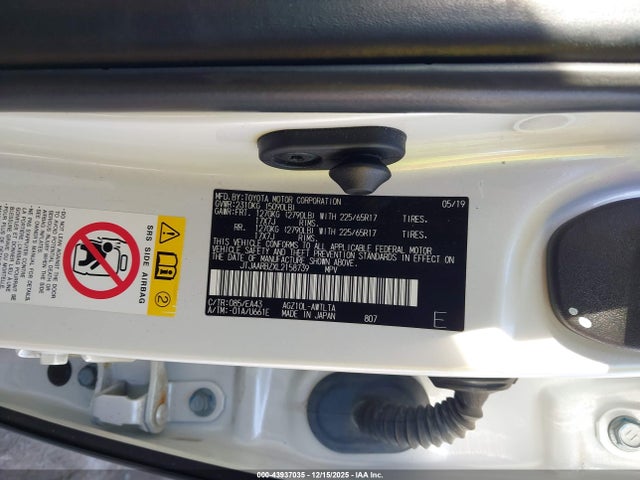 MFD.BY:TOYOTA MOTOR CORPORATION 05/19
GVWR:2310KG (5090LB)
GAWR:FRT. 1270KG (2790LB) WITH 225/65R17 TIRES.
17X7J RIMS.
RR. 1270KG (2790LB) WITH 225/65R17 TIRES.
17X7J RIMS.
THIS VEHICLE CONFORMS TO ALL APPLICABLE FEDERAL MOTOR
VEHICLE SAFETY AND THEFT PREVENTION STANDARDS IN EFFECT ON
THE DATE OF MANUFACTURE SHOWN ABOVE.
JTJAARBZXL2156739 MPV
C/TR:085/EA43 AGZ10L-AWTLTA
A/TM:-01A/U661E MADE IN JAPAN 807
E
SRS SIDE AIRBAG
000-43937035 - 12/15/2025 - IAA Inc.